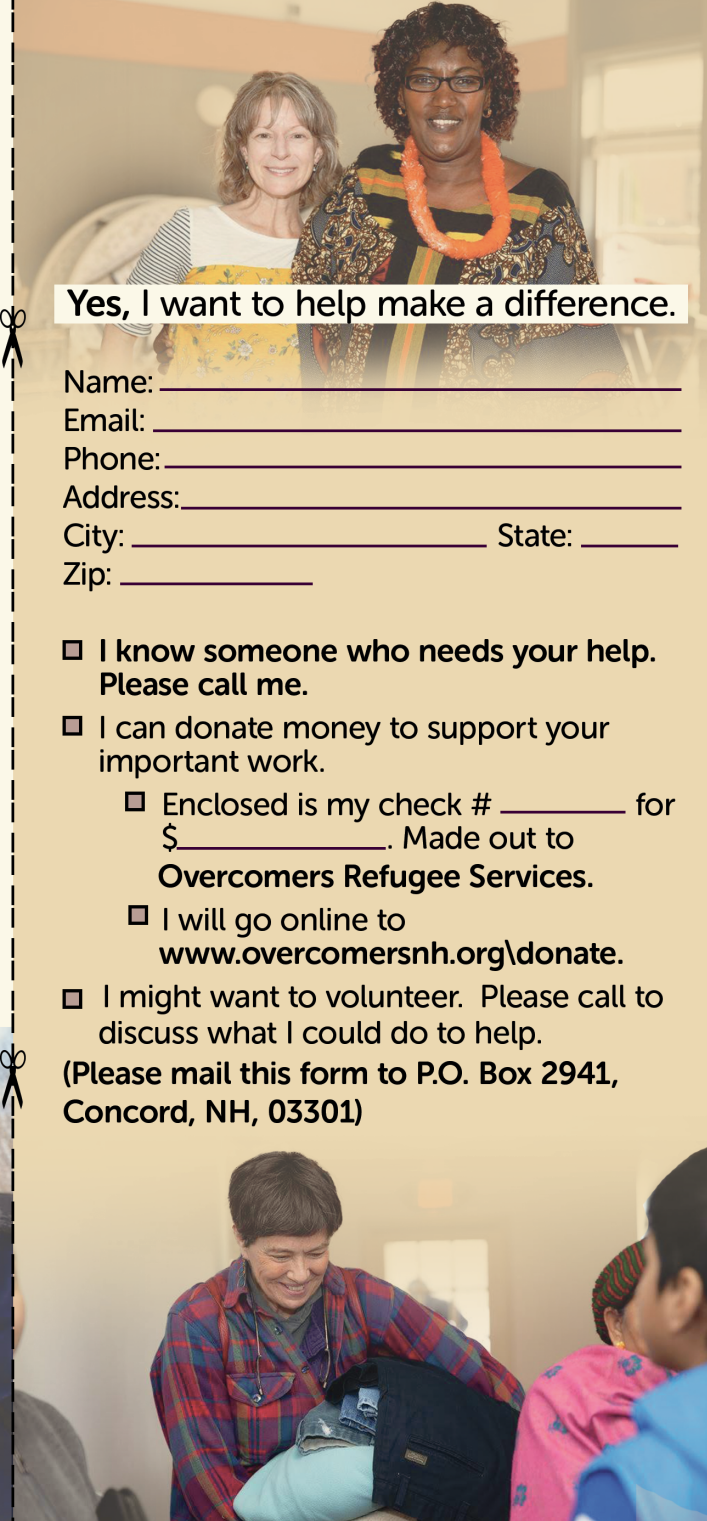 Yes, I want to help make a difference.
Name:
Email:
Phone:
Address:
City: State:
Zip:
I know someone who needs your help.
Please call me.
I can donate money to support your
important work.
Enclosed is my check # for
$ . Made out to
Overcomers Refugee Services.
I will go online to
www.overcomersnh.org\donate.
I might want to volunteer. Please call to
discuss what I could do to help.
(Please mail this form to P.O. Box 2941,
Concord, NH, 03301)